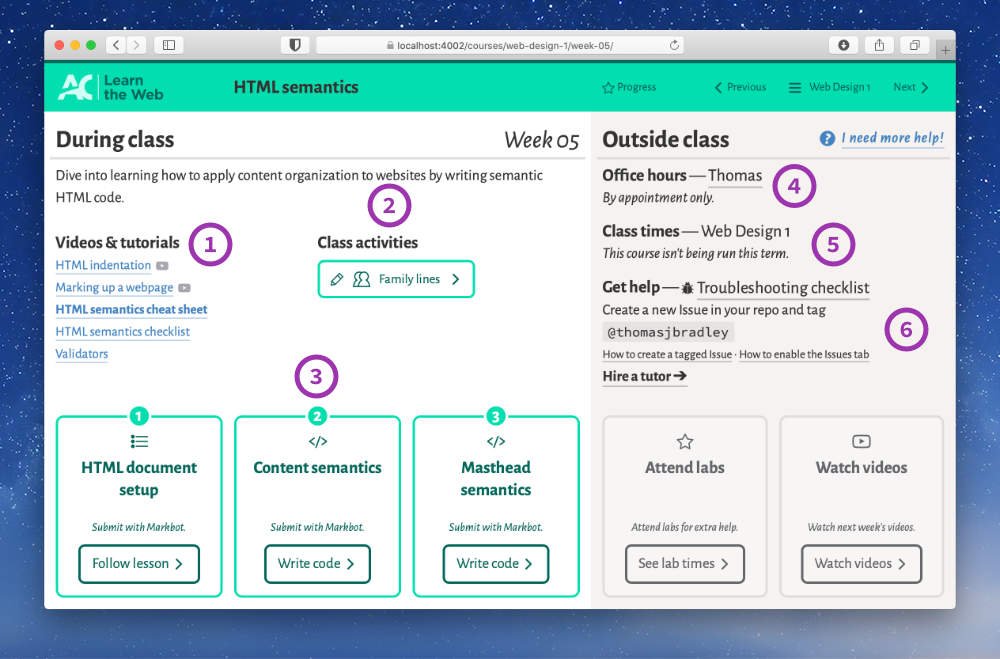 localhost:4002/courses/web-design-1/week-05/
AC Learn
the Web
HTML semantics
Progress
Previous
Web Design 1
Next
During class
Week 05
Dive into learning how to apply content organization to websites by writing semantic
HTML code.
2
Videos & tutorials
1
HTML indentation
Marking up a webpage
HTML semantics cheat sheet
HTML semantics checklist
Validators
Class activities
Family lines
3
1
HTML document
setup
Submit with Markbot.
Follow lesson
2
</>
Content semantics
Submit with Markbot.
Write code
3
</>
Masthead
semantics
Submit with Markbot.
Write code
Outside class
? I need more help!
Office hours — Thomas
By appointment only.
4
Class times — Web Design 1
This course isn't being run this term.
5
Get help — Troubleshooting checklist
Create a new Issue in your repo and tag
@thomasjbradley
6
How to create a tagged Issue · How to enable the Issues tab
Hire a tutor ➔
Attend labs
Attend labs for extra help.
See lab times
Watch videos
Watch next week's videos.
Watch videos